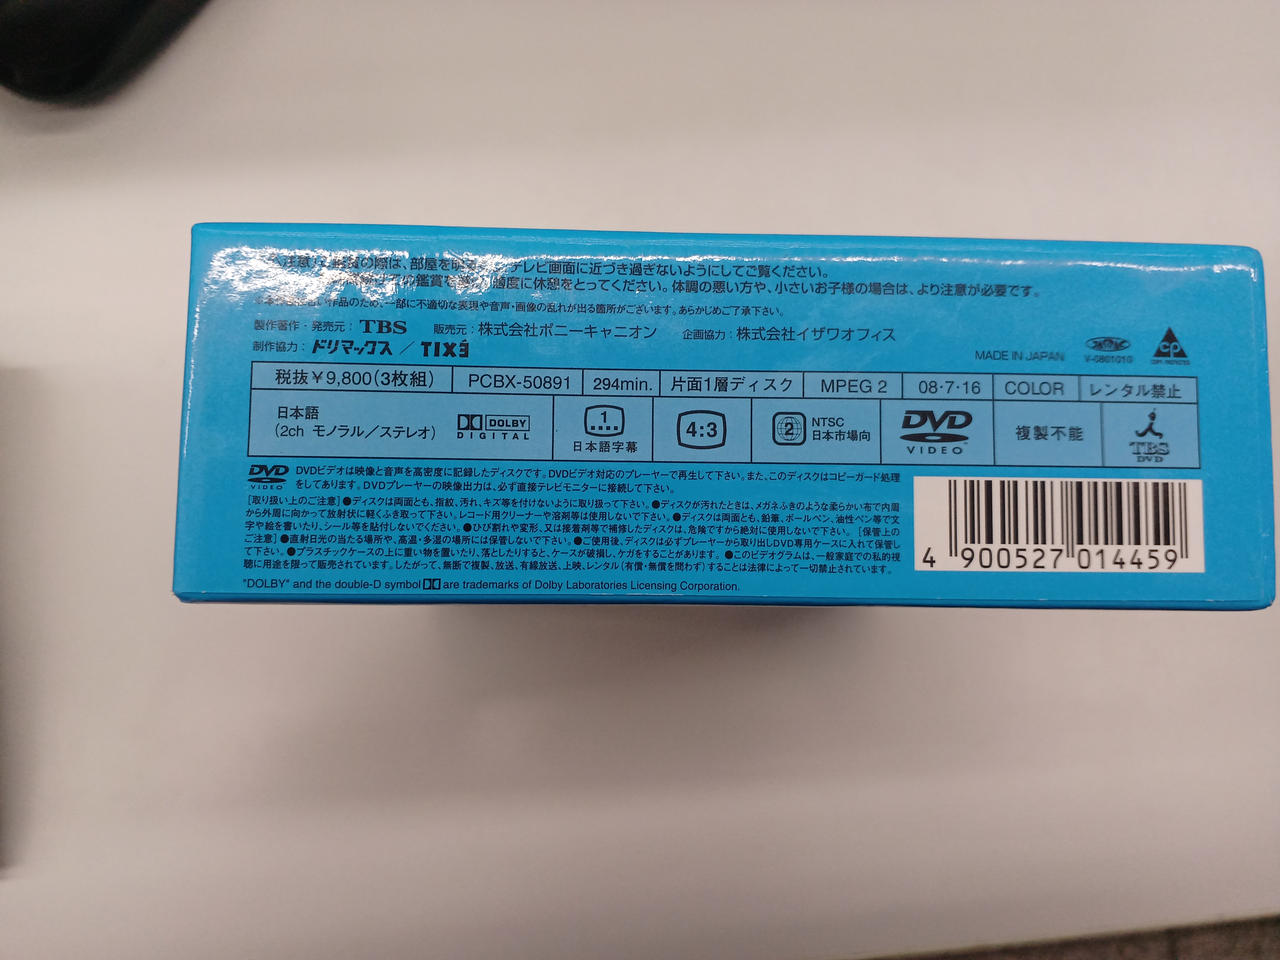 テレビ画面に近づき過ぎないようにしてご覧ください。
適度に休憩をとってください。体調の悪い方や、小さいお子様の場合は、より注意が必要です。
作品のため、一部に不適切な表現や音声・画像の乱れが出る箇所がございます。あらかじめご了承下さい。
製作著作・発売元：TBS 販売元：株式会社ポニーキャニオン 企画協力：株式会社イザワオフィス
制作協力：ドリマックス／TIX3
MADE IN JAPAN V-0801010 CP
税抜￥9,800(3枚組) PCBX-50891 294min. 片面1層ディスク MPEG 2 08・7・16 COLOR レンタル禁止
日本語
(2ch モノラル／ステレオ) DOLBY DIGITAL 1 日本語字幕 4:3 2 NTSC 日本市場向 DVD VIDEO 複製不能 TBS DVD
DVD VIDEO DVDビデオは映像と音声を高密度に記録したディスクです。DVDビデオ対応のプレーヤーで再生して下さい。また、このディスクはコピーガード処理
をしてあります。DVDプレーヤーの映像出力は、必ず直接テレビモニターに接続して下さい。
[取り扱い上のご注意]●ディスクは両面とも、指紋、汚れ、キズ等を付けないように取り扱って下さい。●ディスクが汚れたときは、メガネふきのような柔らかい布で内周
から外周に向かって放射状に軽くふき取って下さい。レコード用クリーナーや溶剤等は使用しないで下さい。●ディスクは両面とも、鉛筆、ボールペン、油性ペン等で文
字や絵を書いたり、シール等を貼付しないでください。●ひび割れや変形、又は接着剤等で補修したディスクは、危険ですから絶対に使用しないで下さい。[保管上の
ご注意]●直射日光の当たる場所や、高温・多湿の場所には保管しないで下さい。●ご使用後、ディスクは必ずプレーヤーから取り出しDVD専用ケースに入れて保管し
て下さい。●プラスチックケースの上に重い物を置いたり、落としたりすると、ケースが破損し、ケガをすることがあります。●このビデオグラムは、一般家庭での私的視
聴に用途を限って販売されています。したがって、無断で複製、放送、有線放送、上映、レンタル(有償・無償を問わず)することは法律によって一切禁止されています。
"DOLBY" and the double-D symbol are trademarks of Dolby Laboratories Licensing Corporation.
4 900527 014459